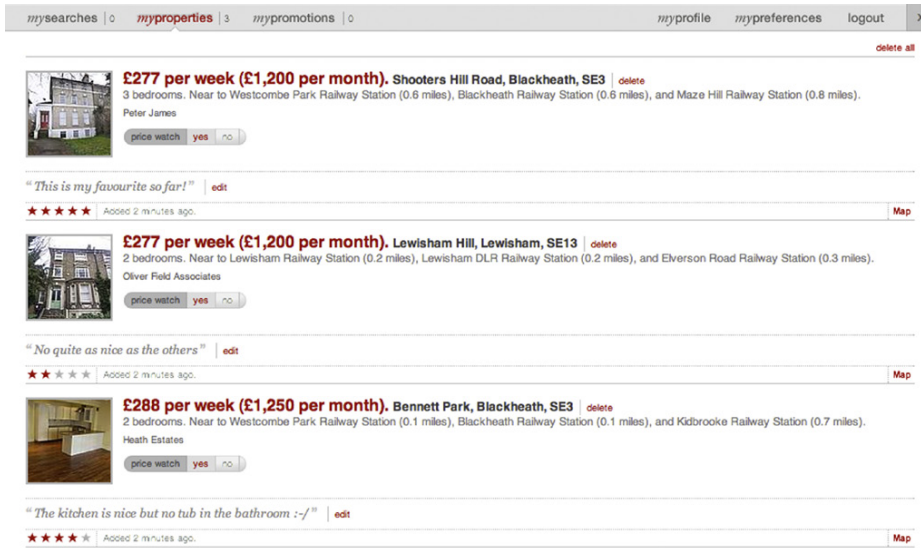 mysearches | 0 myproperties | 3 mypromotions | 0 myprofile mypreferences logout x
delete all
£277 per week (£1,200 per month). Shooters Hill Road, Blackheath, SE3 | delete
3 bedrooms. Near to Westcombe Park Railway Station (0.6 miles), Blackheath Railway Station (0.6 miles), and Maze Hill Railway Station (0.8 miles).
Peter James
price watch yes no
“ This is my favourite so far! ” | edit
★★★★★ | Added 2 minutes ago. Map
£277 per week (£1,200 per month). Lewisham Hill, Lewisham, SE13 | delete
2 bedrooms. Near to Lewisham Railway Station (0.2 miles), Lewisham DLR Railway Station (0.2 miles), and Elverson Road Railway Station (0.3 miles).
Oliver Field Associates
price watch yes no
“ No quite as nice as the others ” | edit
★★★★★ | Added 2 minutes ago. Map
£288 per week (£1,250 per month). Bennett Park, Blackheath, SE3 | delete
2 bedrooms. Near to Westcombe Park Railway Station (0.1 miles), Blackheath Railway Station (0.1 miles), and Kidbrooke Railway Station (0.7 miles).
Heath Estates
price watch yes no
“ The kitchen is nice but no tub in the bathroom :-/ ” | edit
★★★★★ | Added 2 minutes ago. Map